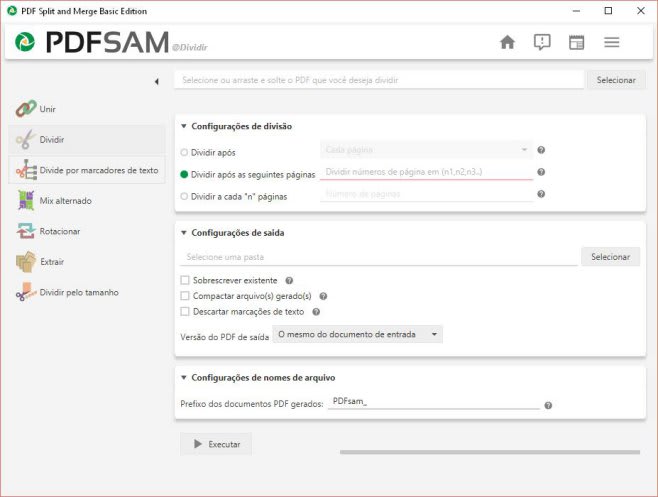 PDF Split and Merge Basic Edition
PDFSAM @Dividir
Selecione ou arraste e solte o PDF que você deseja dividir
Selecionar
Unir
Dividir
Divide por marcadores de texto
Mix alternado
Rotacionar
Extrair
Dividir pelo tamanho
Configurações de divisão
Dividir após
Cada página
Dividir após as seguintes páginas
Dividir números de página em (n1,n2,n3..)
Dividir a cada "n" páginas
Número de páginas
Configurações de saida
Selecione uma pasta
Selecionar
Sobrescrever existente
Compactar arquivo(s) gerado(s)
Descartar marcações de texto
Versão do PDF de saída
O mesmo do documento de entrada
Configurações de nomes de arquivo
Prefixo dos documentos PDF gerados:
PDFsam_
Executar